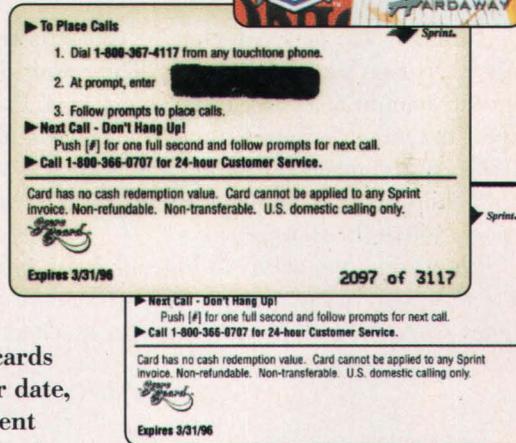 ARDAWAY
▶ To Place Calls
Sprint.
1. Dial 1-800-367-4117 from any touchtone phone.
2. At prompt, enter
3. Follow prompts to place calls.
▶ Next Call - Don't Hang Up!
Push [#] for one full second and follow prompts for next call.
▶ Call 1-800-366-0707 for 24-hour Customer Service.
Card has no cash redemption value. Card cannot be applied to any Sprint
invoice. Non-refundable. Non-transferable. U.S. domestic calling only.
Expires 3/31/96
2097 of 3117
Sprint.
▶ Next Call - Don't Hang Up!
Push [#] for one full second and follow prompts for next call.
▶ Call 1-800-366-0707 for 24-hour Customer Service.
Card has no cash redemption value. Card cannot be applied to any Sprint
invoice. Non-refundable. Non-transferable. U.S. domestic calling only.
Expires 3/31/96
cards
r date,
ent